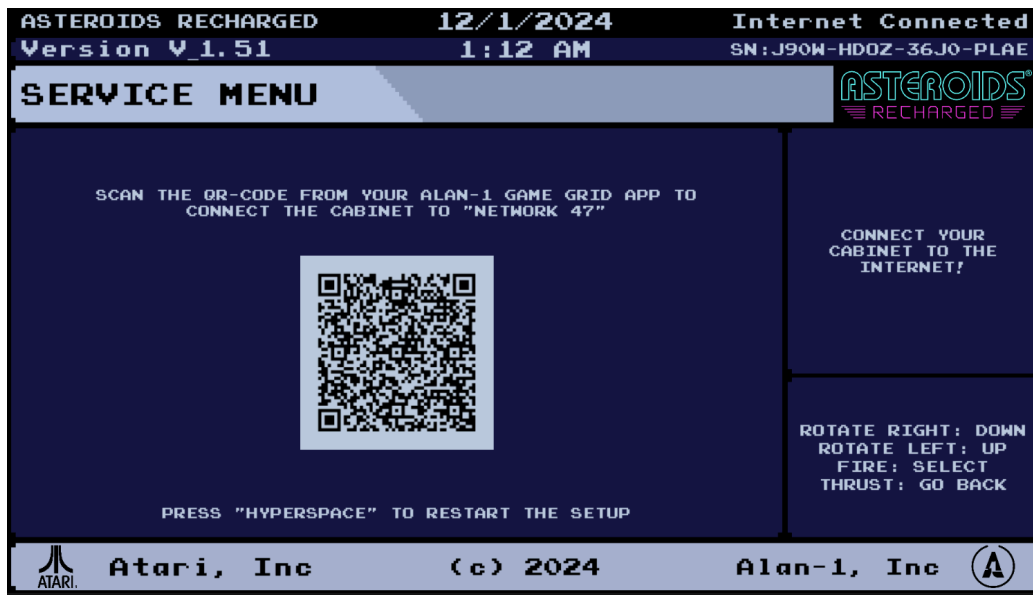 ASTEROIDS RECHARGED
12/1/2024
Internet Connected
Version V_1.51
1:12 AM
SN:J90W-HD0Z-36J0-PLAE
SERVICE MENU
ASTEROIDS®
RECHARGED
SCAN THE QR-CODE FROM YOUR ALAN-1 GAME GRID APP TO
CONNECT THE CABINET TO "NETWORK 47"
PRESS "HYPERSPACE" TO RESTART THE SETUP
CONNECT YOUR
CABINET TO THE
INTERNET!
ROTATE RIGHT: DOWN
ROTATE LEFT: UP
FIRE: SELECT
THRUST: GO BACK
ATARI.
Atari, Inc
(c) 2024
Alan-1, Inc